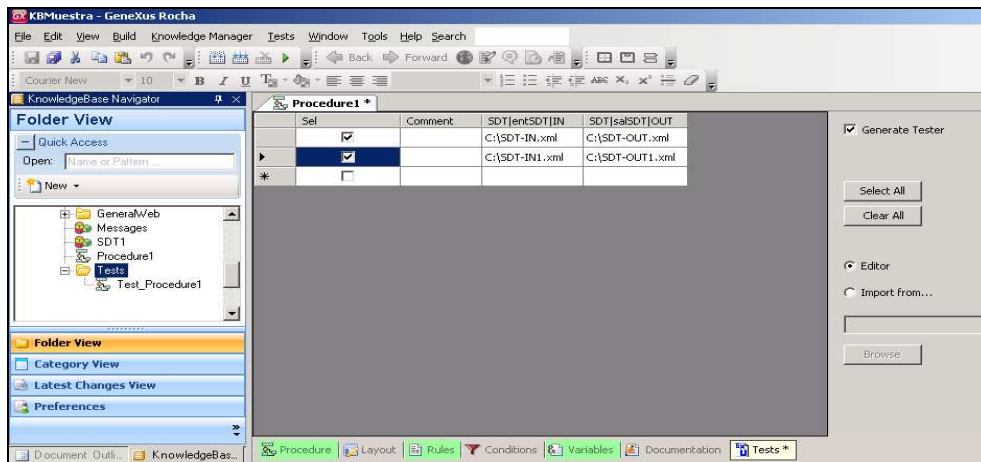 KBMuestra - GeneXus Rocha
File Edit View Build Knowledge Manager Tests Window Tools Help Search
Back Forward
Courier New 10 B I U ABC X₂ x²
KnowledgeBase Navigator
Folder View
Quick Access
Open: Name or Pattern ...
New
GeneralWeb
Messages
SDT1
Procedure1
Tests
Test_Procedure1
Folder View
Category View
Latest Changes View
Preferences
Document Outli... KnowledgeBas...
Procedure1 *
Sel Comment SDT|entSDT|IN SDT|salSDT|OUT
C:\SDT-IN.xml C:\SDT-OUT.xml
C:\SDT-IN1.xml C:\SDT-OUT1.xml
Generate Tester
Select All
Clear All
Editor
Import from...
Browse
Procedure Layout Rules Conditions Variables Documentation Tests *